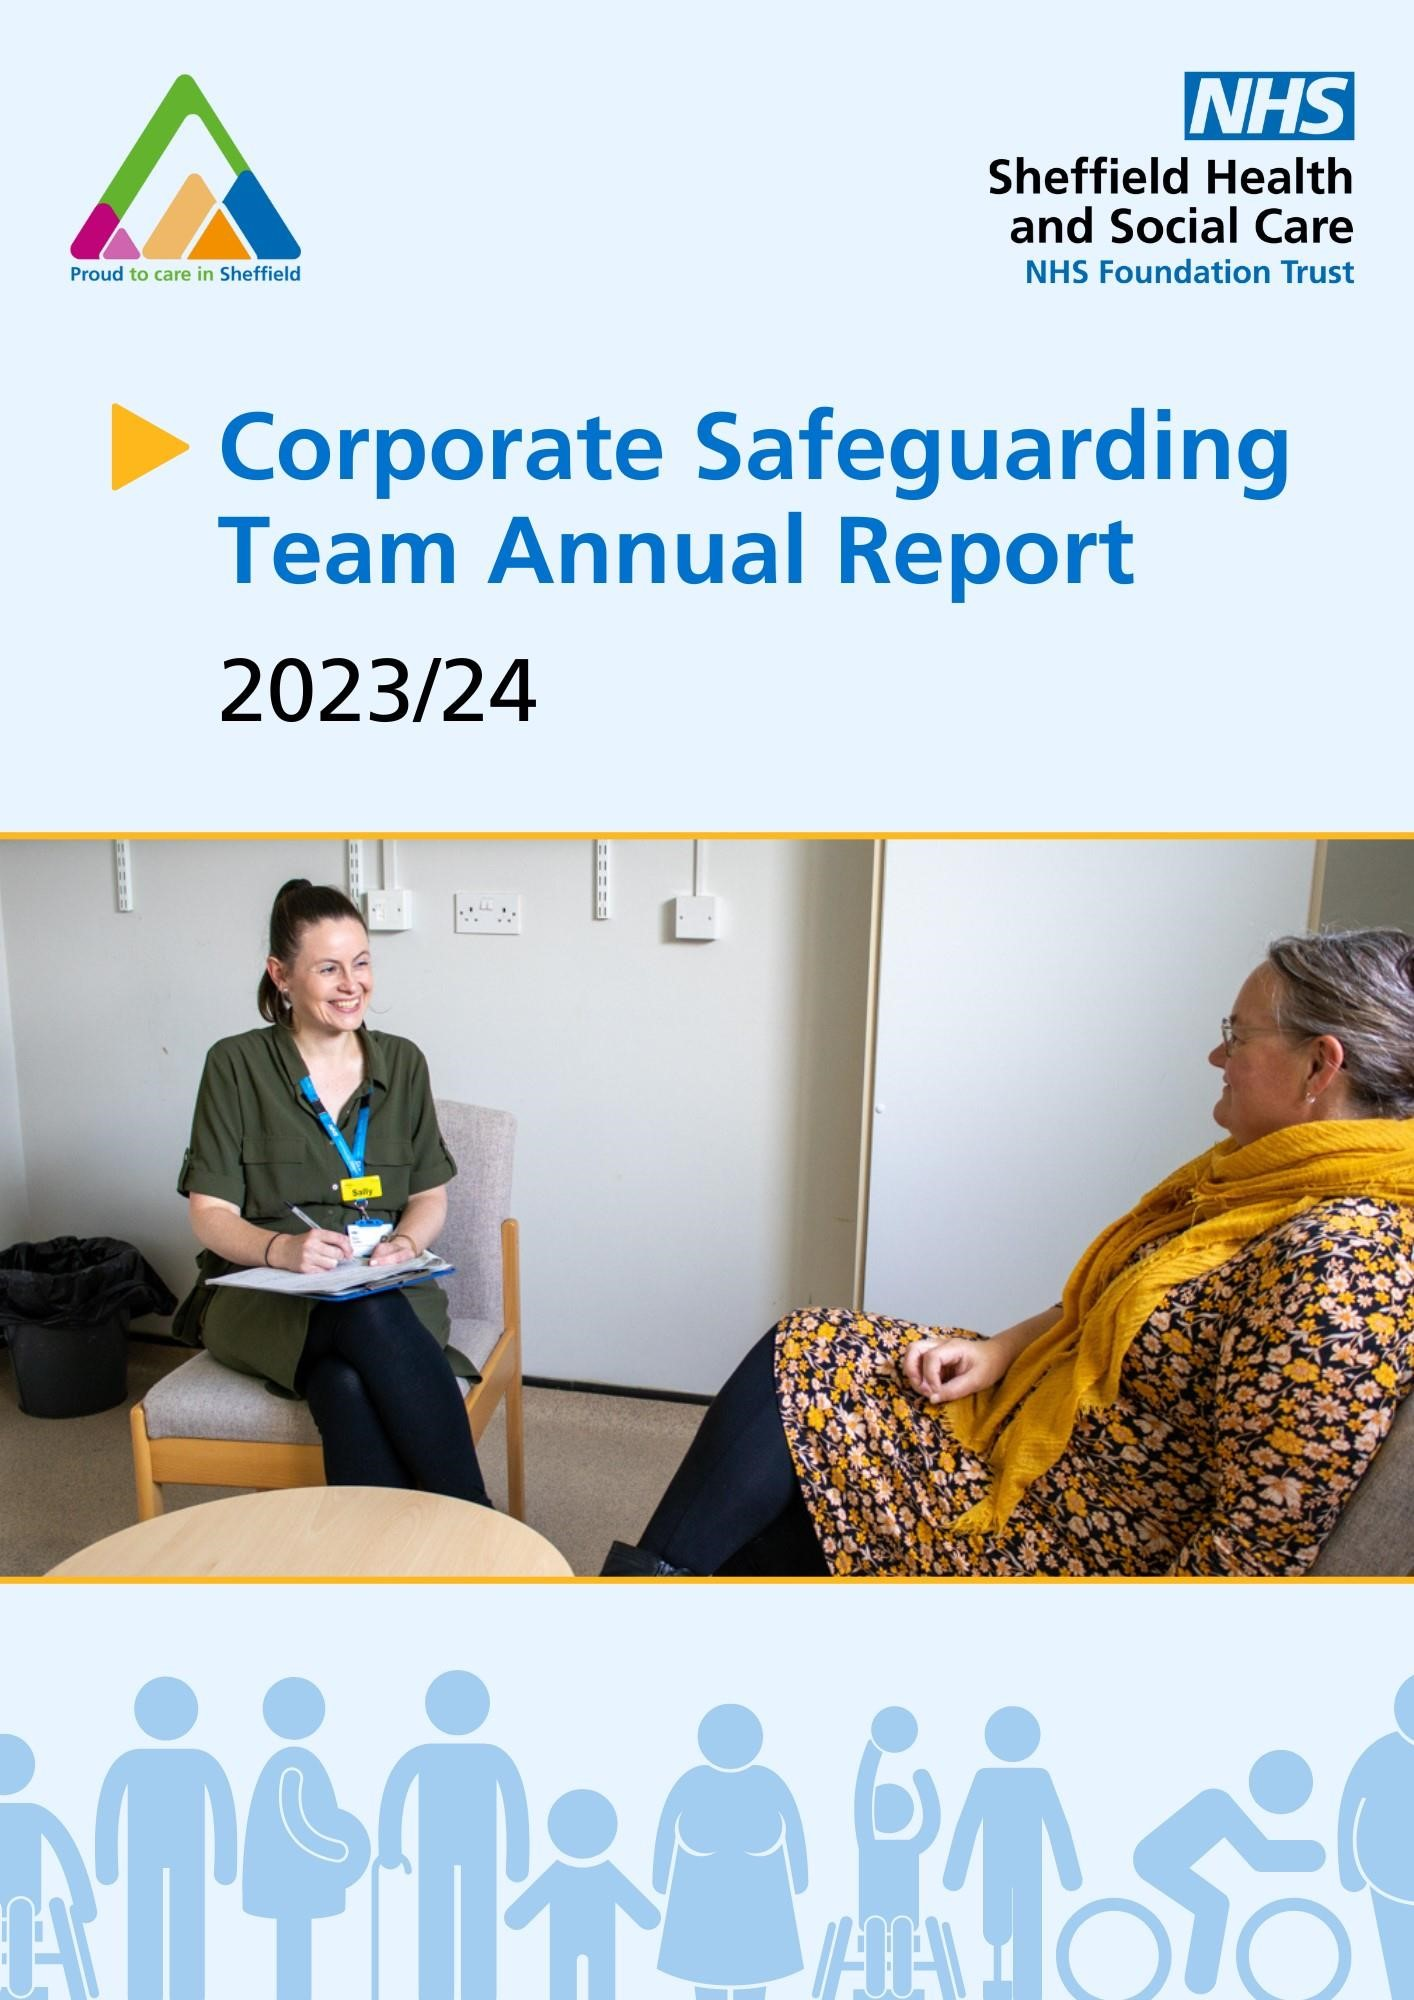 Proud to care in Sheffield
NHS
Sheffield Health
and Social Care
NHS Foundation Trust
Corporate Safeguarding
Team Annual Report
2023/24
Sally